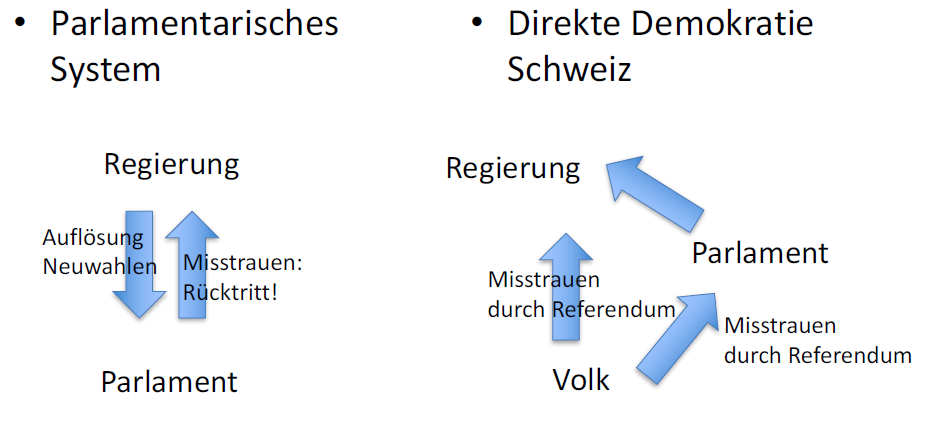 • Parlamentarisches
System
Regierung
Auflösung
Neuwahlen
Misstrauen:
Rücktritt!
Parlament
• Direkte Demokratie
Schweiz
Regierung
Parlament
Misstrauen
durch Referendum
Misstrauen
durch Referendum
Volk